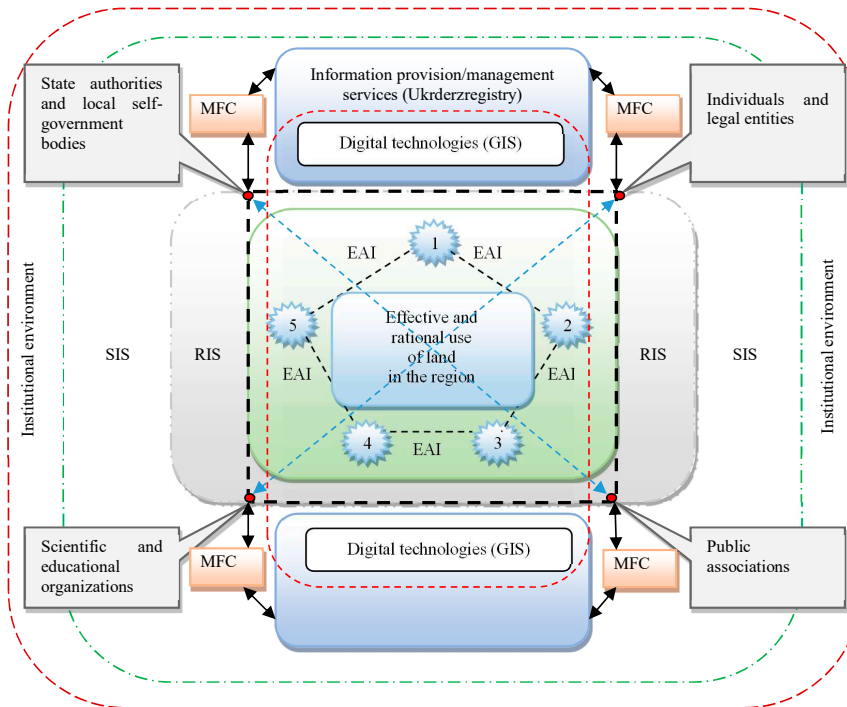 State authorities
and local self-
government
bodies
MFC
Information provision/management
services (Ukrderzregistry)
Digital technologies (GIS)
MFC
Individuals and
legal entities
Institutional environment
SIS
RIS
EAI
1
EAI
5
Effective and
rational use
of land
in the region
2
EAI
EAI
4
EAI
3
RIS
SIS
Institutional environment
Scientific and
educational
organizations
MFC
Digital technologies (GIS)
MFC
Public
associations